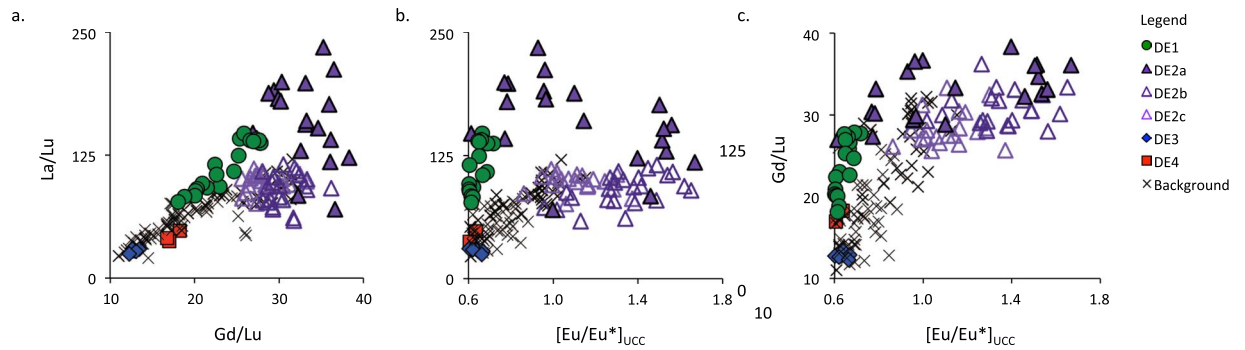 a.
250
125
0
La/Lu
10 20 30 40
Gd/Lu
b.
250
125
0
0.6 1.0 1.4 1.8
[Eu/Eu*]UCC
125
0
10
c.
40
30
20
10
Gd/Lu
0.6 1.0 1.4 1.8
[Eu/Eu*]UCC
Legend
DE1
DE2a
DE2b
DE2c
DE3
DE4
Background